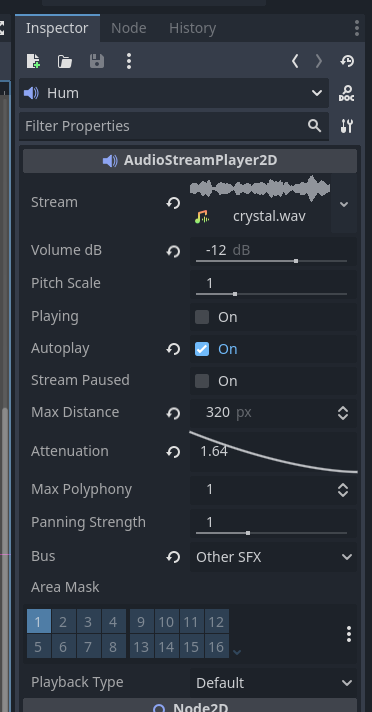 Inspector Node History
Hum
DOC
Filter Properties
AudioStreamPlayer2D
Stream
crystal.wav
Volume dB -12 dB
Pitch Scale 1
Playing On
Autoplay On
Stream Paused On
Max Distance 320 px
Attenuation 1.64
Max Polyphony 1
Panning Strength 1
Bus Other SFX
Area Mask
1 2 3 4 9 10 11 12
5 6 7 8 13 14 15 16
Playback Type Default
Node2D